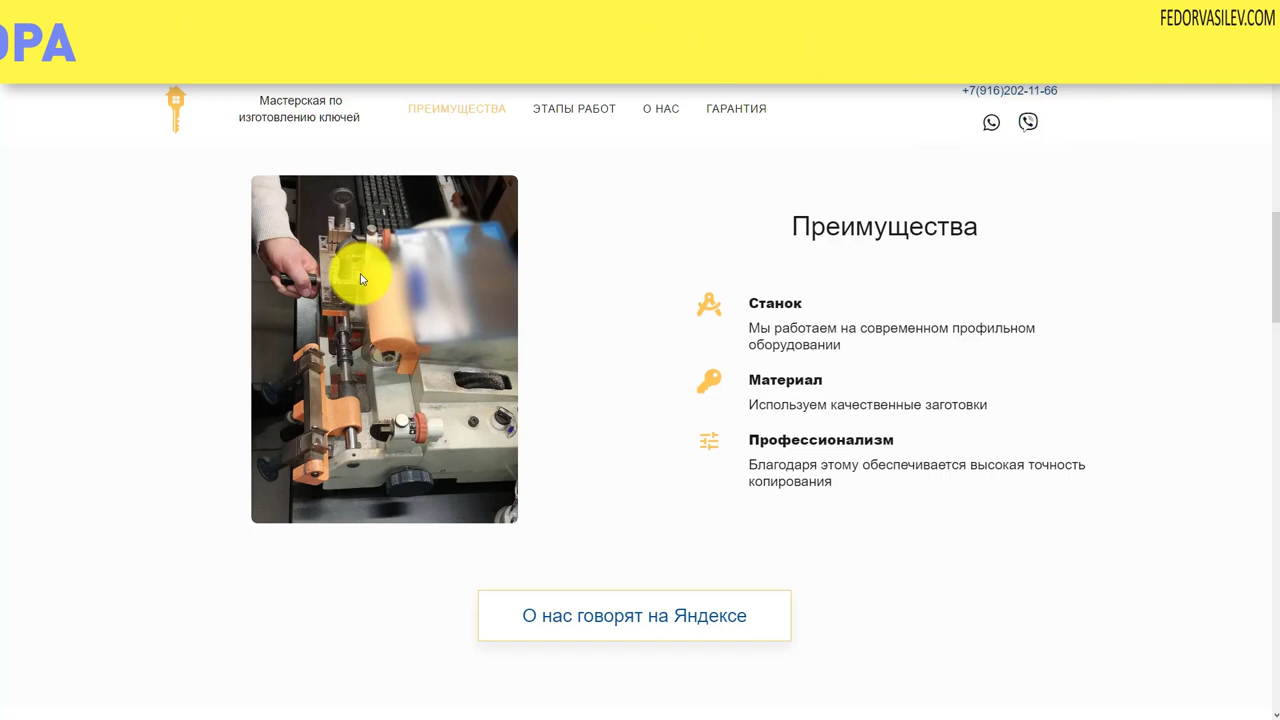 FEDORVASILEV.COM
ОРА
Мастерская по
изготовлению ключей
ПРЕИМУЩЕСТВА
ЭТАПЫ РАБОТ
О НАС
ГАРАНТИЯ
+7(916)202-11-66
Преимущества
Станок
Мы работаем на современном профильном
оборудовании
Материал
Используем качественные заготовки
Профессионализм
Благодаря этому обеспечивается высокая точность
копирования
О нас говорят на Яндексе